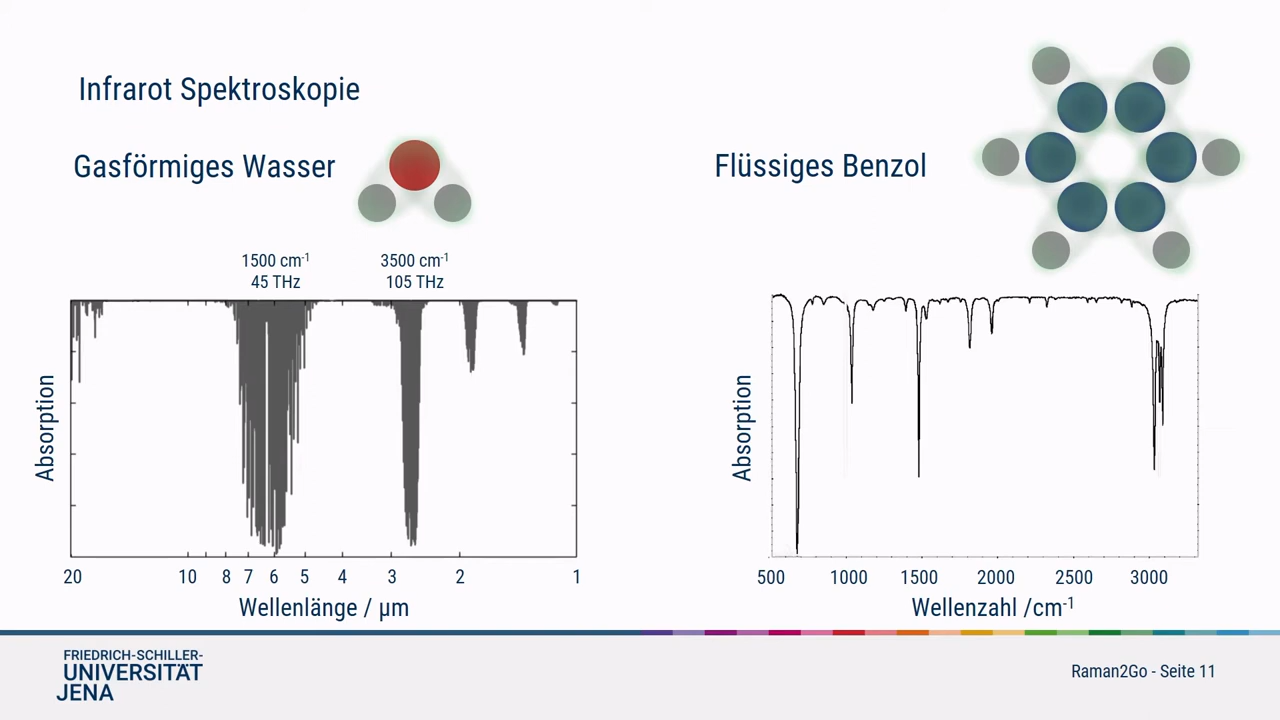 Infrarot Spektroskopie
Gasförmiges Wasser
Flüssiges Benzol
1500 cm⁻¹
45 THz
3500 cm⁻¹
105 THz
Absorption
20 10 8 7 6 5 4 3 2 1
Wellenlänge / µm
Absorption
500 1000 1500 2000 2500 3000
Wellenzahl /cm⁻¹
FRIEDRICH-SCHILLER-
UNIVERSITÄT
JENA
Raman2Go - Seite 11